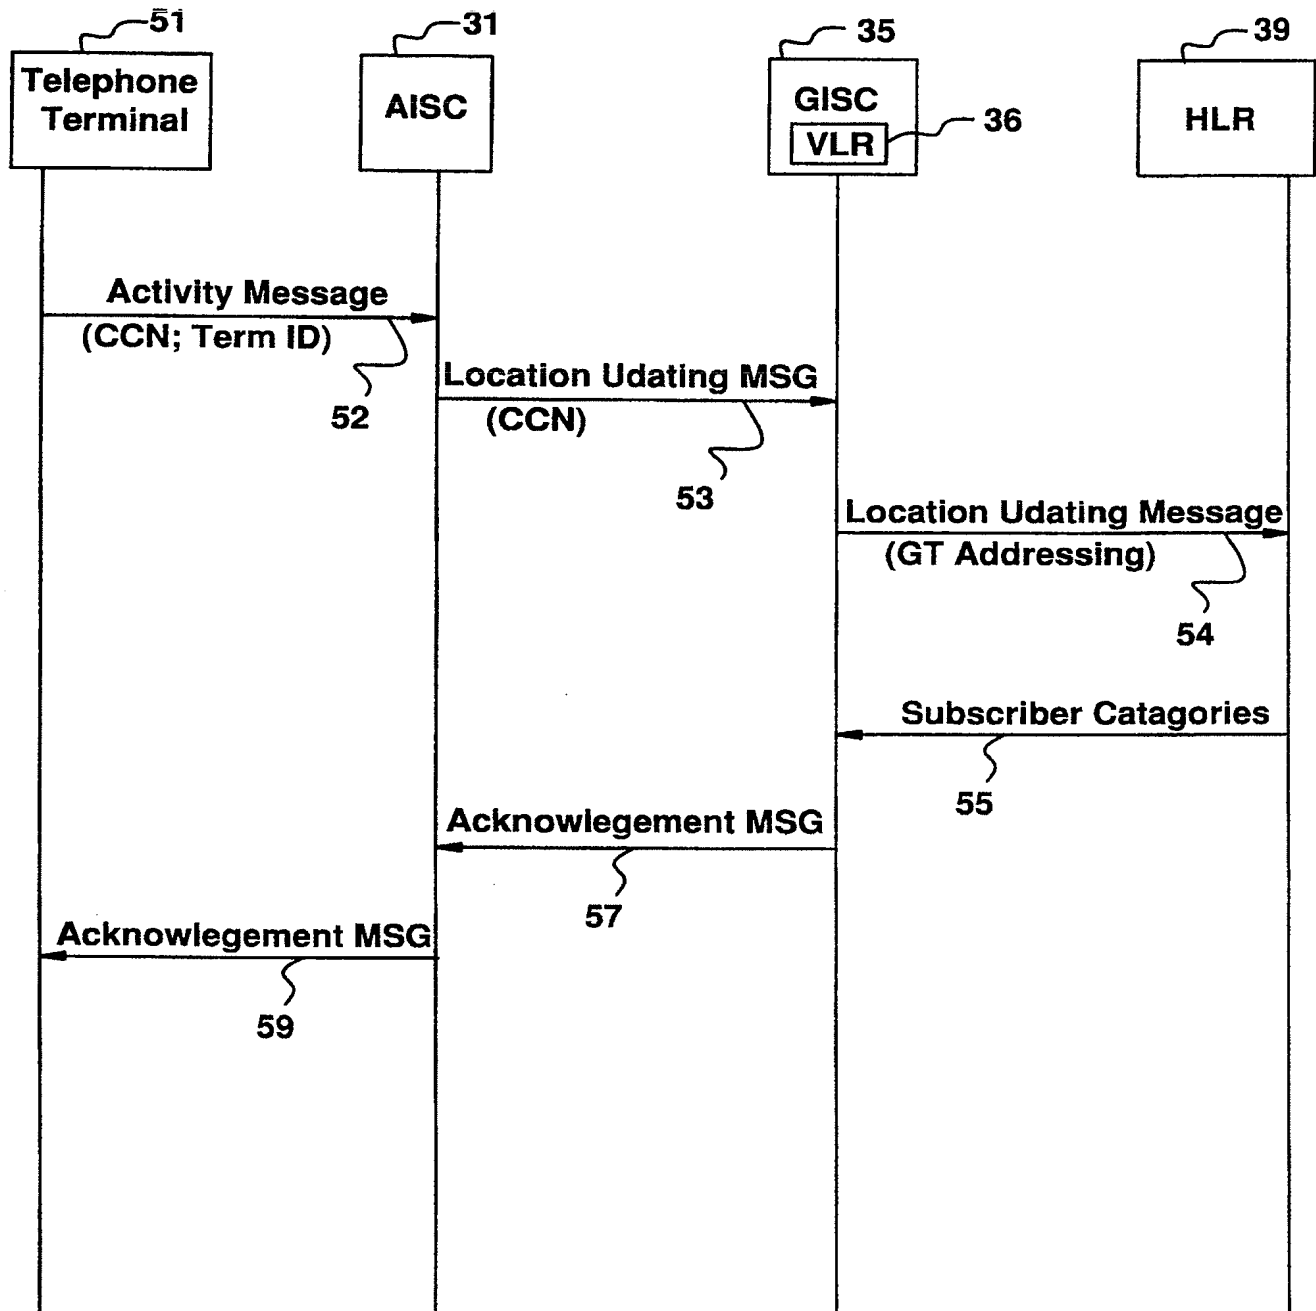 51
31
35
39
Telephone
Terminal
AISC
GISC
VLR
36
HLR
Activity Message
(CCN; Term ID)
52
Location Udating MSG
(CCN)
53
Location Udating Message
(GT Addressing)
54
Subscriber Catagories
55
Acknowlegement MSG
57
Acknowlegement MSG
59